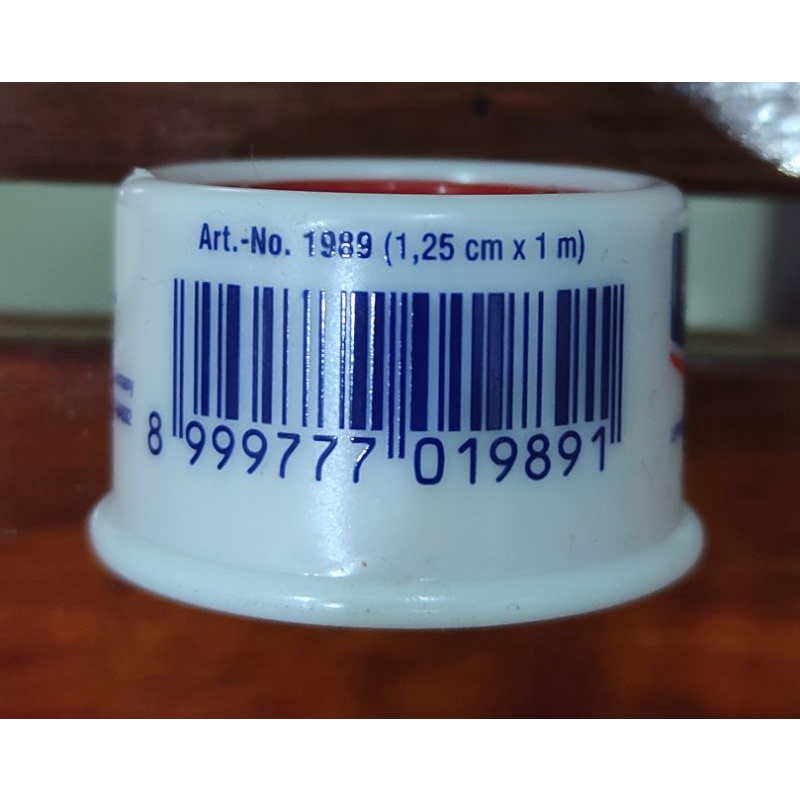 Art.-No. 1989 (1,25 cm x 1 m)
8 999777 019891